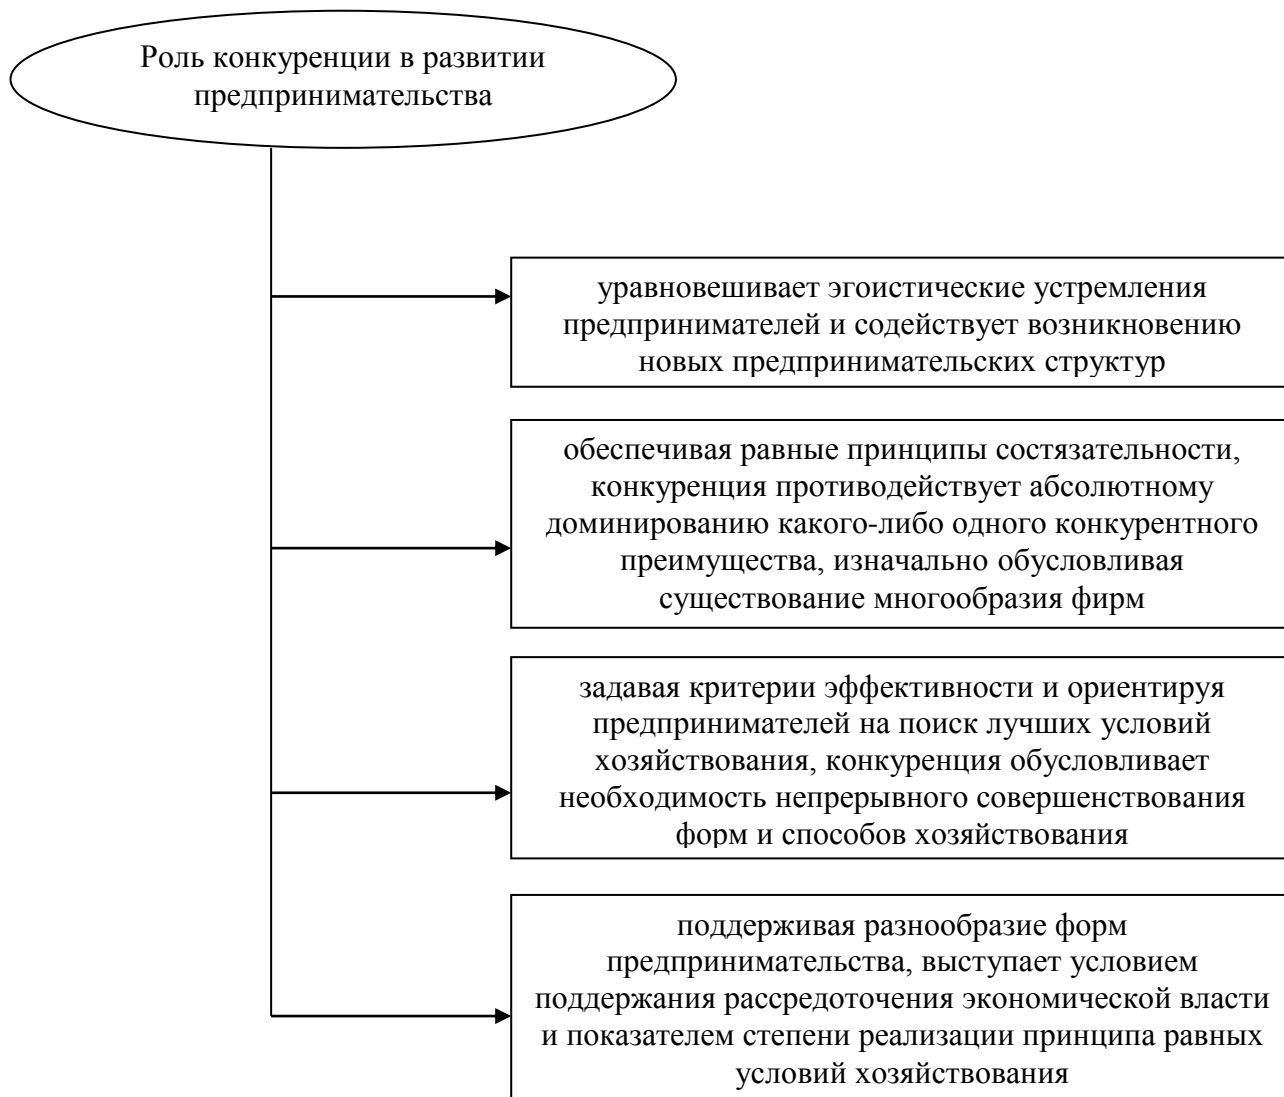 Роль конкуренции в развитии
предпринимательства
уравновешивает эгоистические устремления
предпринимателей и содействует возникновению
новых предпринимательских структур
обеспечивая равные принципы состязательности,
конкуренция противодействует абсолютному
доминированию какого-либо одного конкурентного
преимущества, изначально обусловливая
существование многообразия фирм
задавая критерии эффективности и ориентируя
предпринимателей на поиск лучших условий
хозяйствования, конкуренция обусловливает
необходимость непрерывного совершенствования
форм и способов хозяйствования
поддерживая разнообразие форм
предпринимательства, выступает условием
поддержания рассредоточения экономической власти
и показателем степени реализации принципа равных
условий хозяйствования